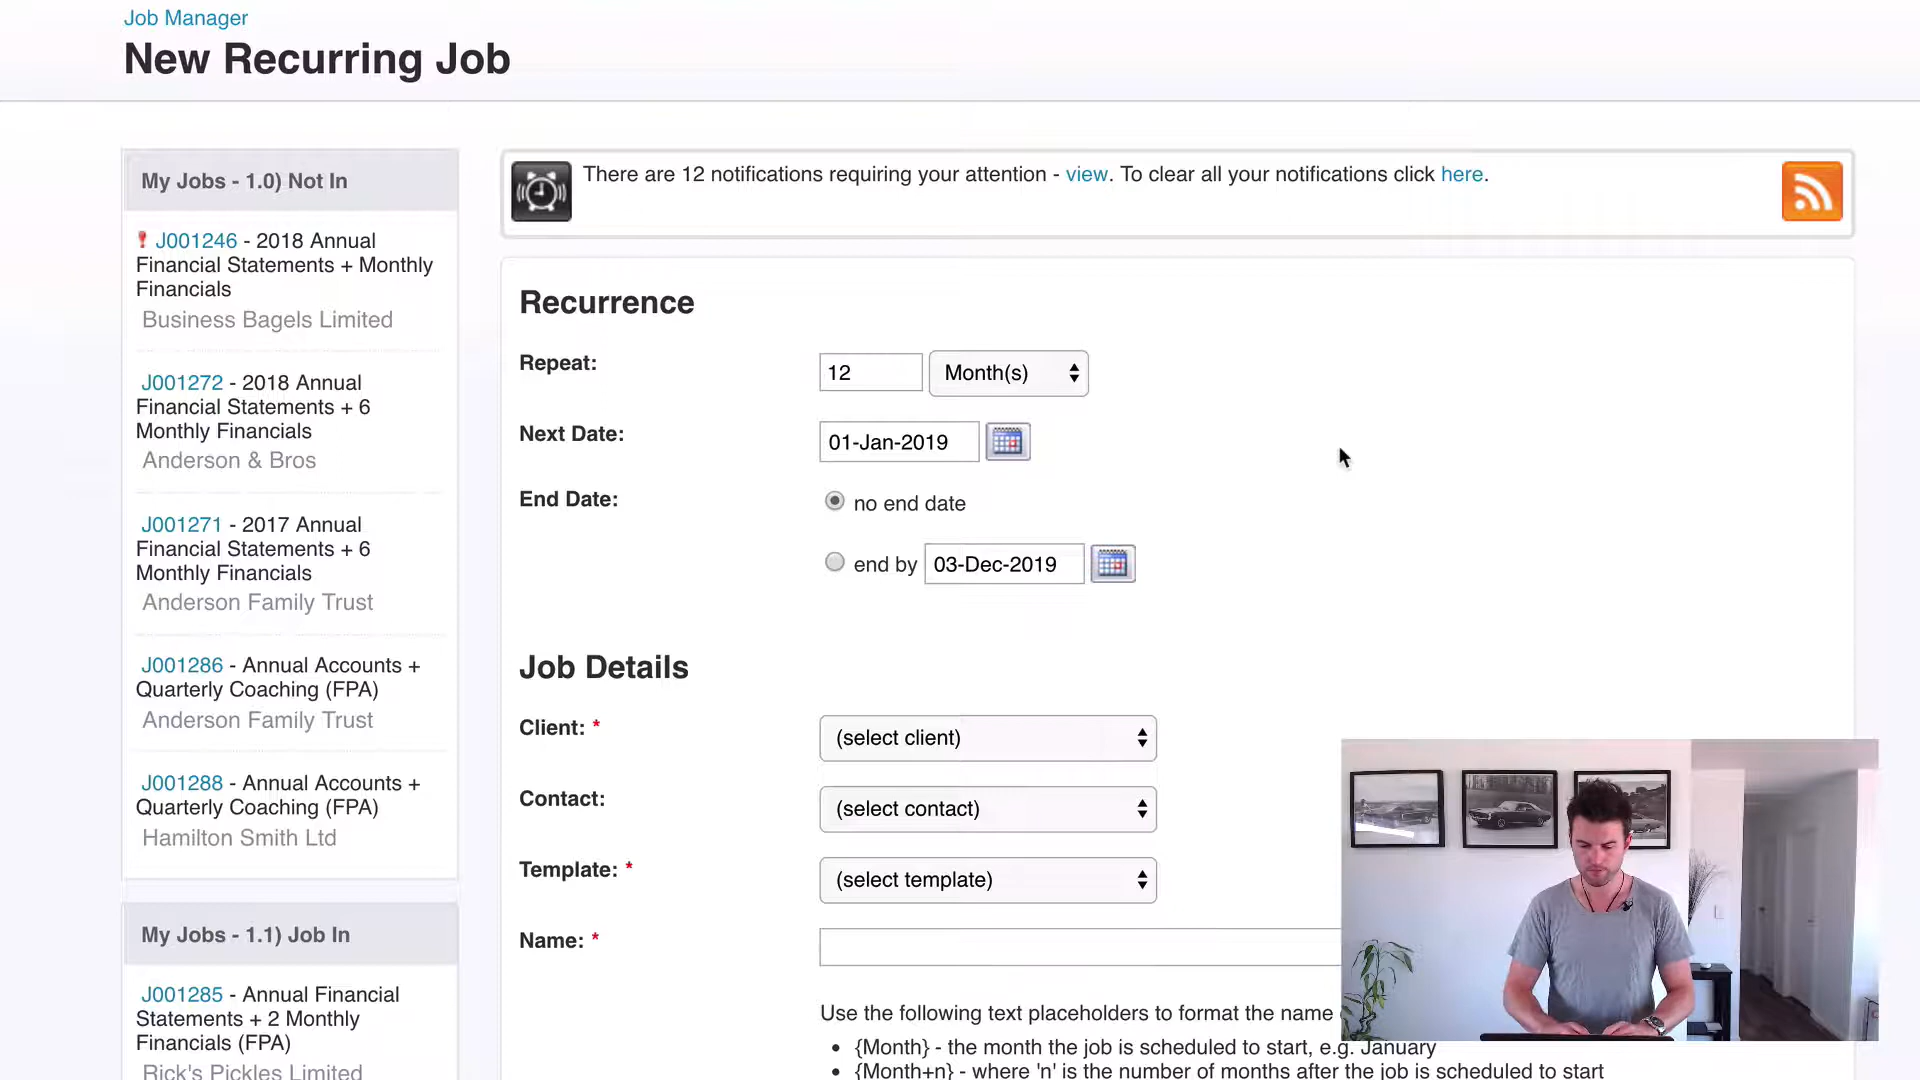 Job Manager
New Recurring Job
My Jobs - 1.0) Not In
J001246 - 2018 Annual
Financial Statements + Monthly
Financials
Business Bagels Limited
J001272 - 2018 Annual
Financial Statements + 6
Monthly Financials
Anderson & Bros
J001271 - 2017 Annual
Financial Statements + 6
Monthly Financials
Anderson Family Trust
J001286 - Annual Accounts +
Quarterly Coaching (FPA)
Anderson Family Trust
J001288 - Annual Accounts +
Quarterly Coaching (FPA)
Hamilton Smith Ltd
My Jobs - 1.1) Job In
J001285 - Annual Financial
Statements + 2 Monthly
Financials (FPA)
Rick's Pickles Limited
There are 12 notifications requiring your attention - view. To clear all your notifications click here.
Recurrence
Repeat: 12 Month(s)
Next Date: 01-Jan-2019
End Date: no end date
end by 03-Dec-2019
Job Details
Client: * (select client)
Contact: (select contact)
Template: * (select template)
Name: *
Use the following text placeholders to format the name
• {Month} - the month the job is scheduled to start, e.g. January
• {Month+n} - where 'n' is the number of months after the job is scheduled to start